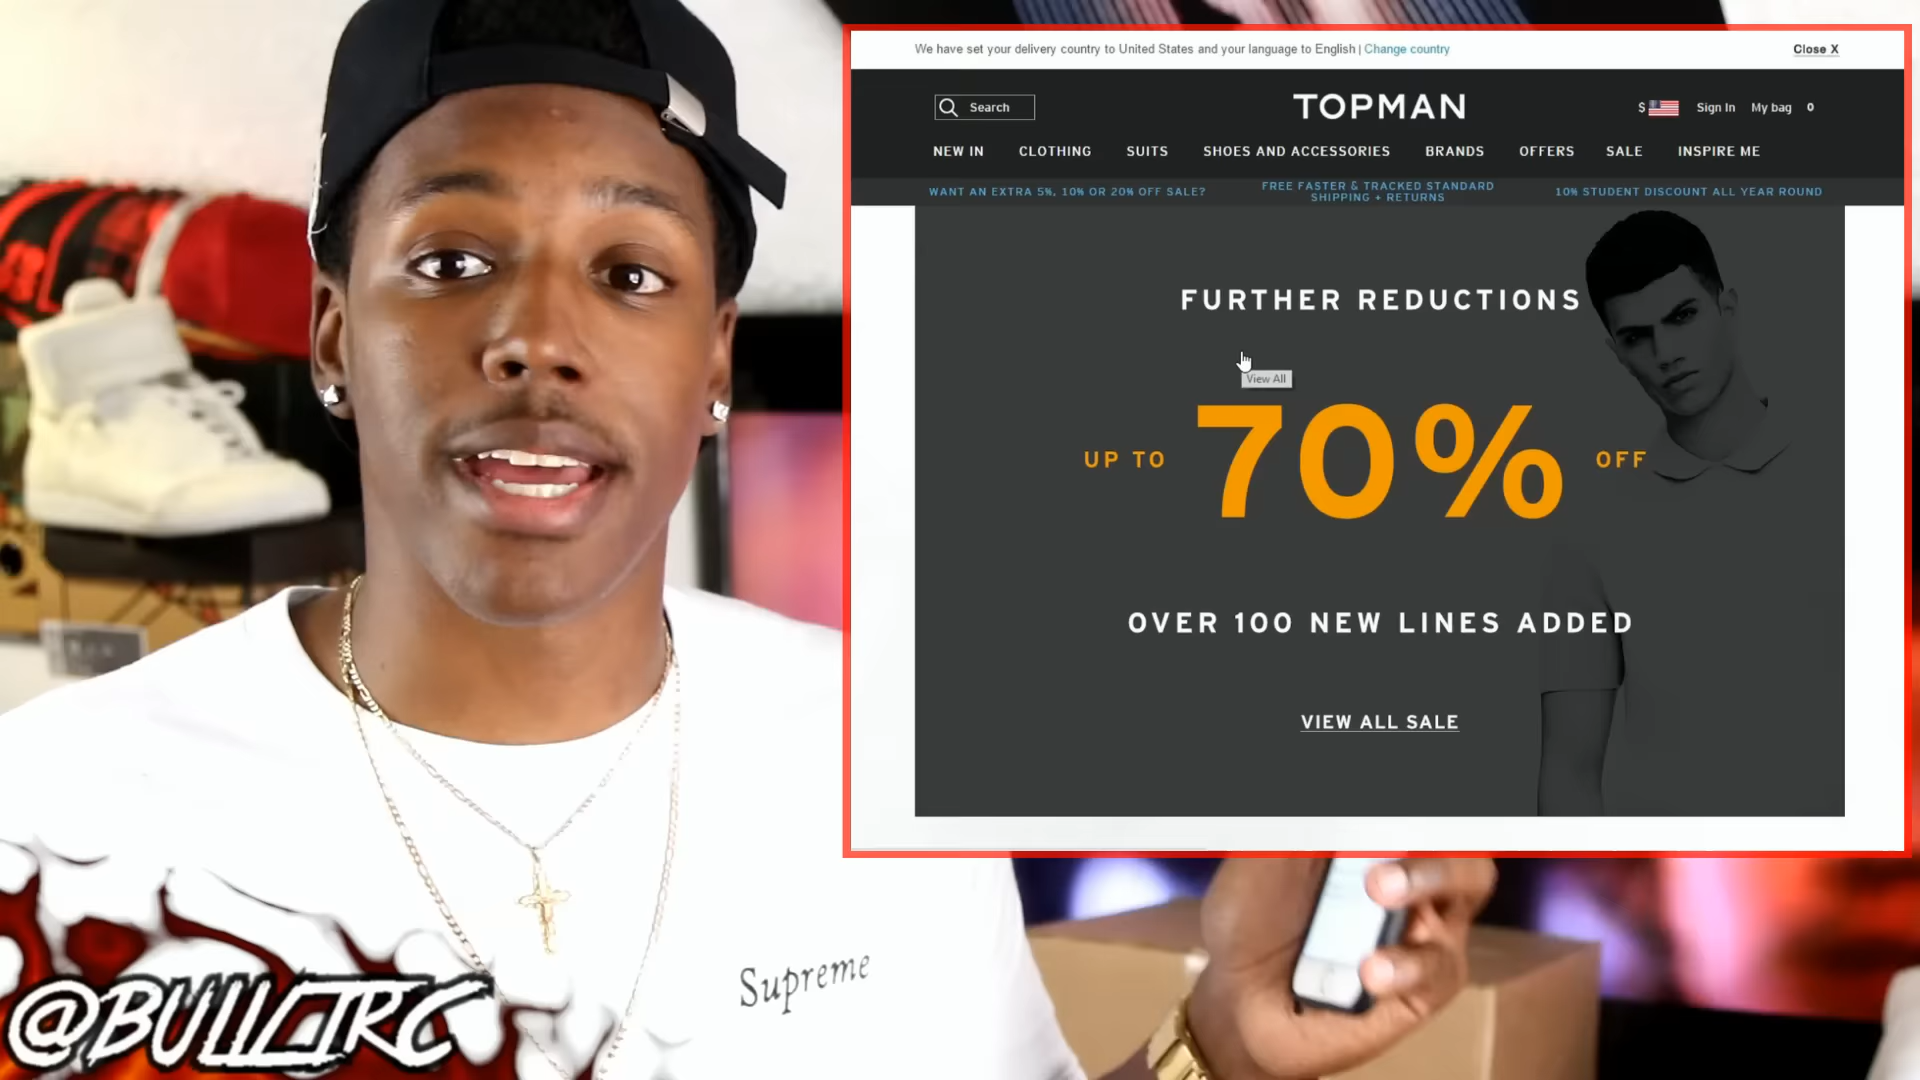 We have set your delivery country to United States and your language to English | Change country
Close X
Search
TOPMAN
$
Sign In
My bag
0
NEW IN
CLOTHING
SUITS
SHOES AND ACCESSORIES
BRANDS
OFFERS
SALE
INSPIRE ME
WANT AN EXTRA 5%, 10% OR 20% OFF SALE?
FREE FASTER & TRACKED STANDARD
SHIPPING + RETURNS
10% STUDENT DISCOUNT ALL YEAR ROUND
FURTHER REDUCTIONS
View All
UP TO 70% OFF
OVER 100 NEW LINES ADDED
VIEW ALL SALE
Supreme